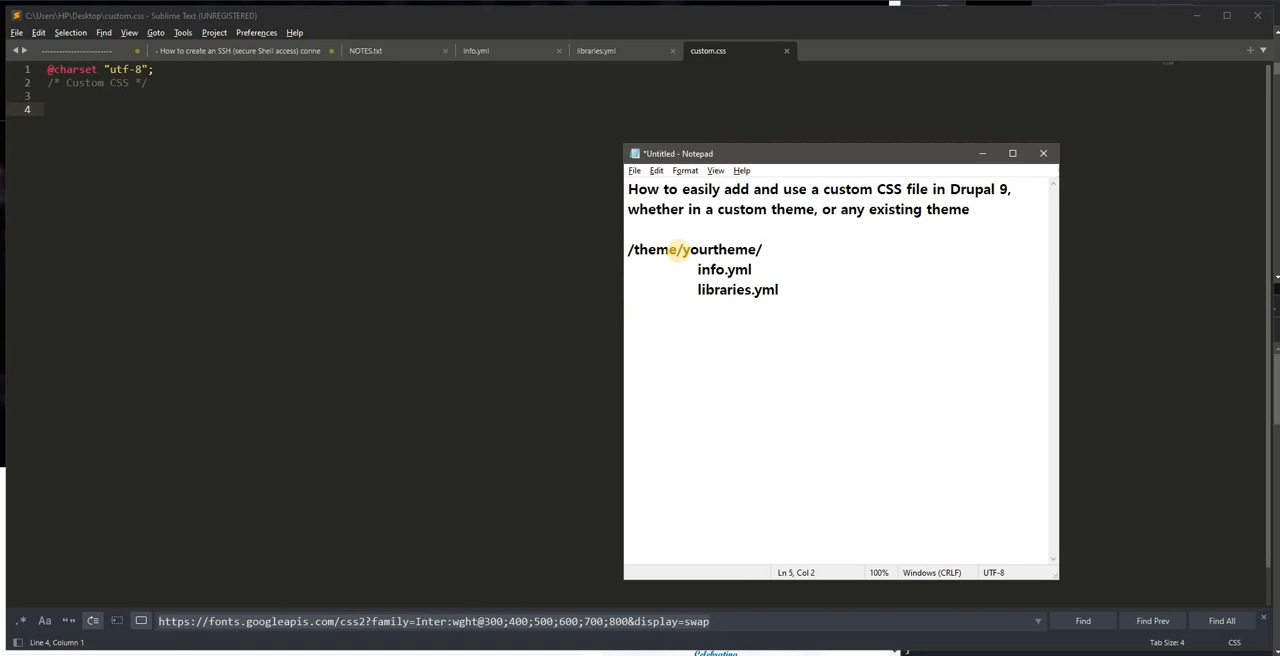 C:\Users\HP\Desktop\custom.css - Sublime Text (UNREGISTERED)
File Edit Selection Find View Goto Tools Project Preferences Help
------------------------ - How to create an SSH (secure Shell access) conne NOTES.txt info.yml libraries.yml custom.css
1 @charset "utf-8";
2 /* Custom CSS */
3
4
*Untitled - Notepad
File Edit Format View Help
How to easily add and use a custom CSS file in Drupal 9,
whether in a custom theme, or any existing theme
/theme/yourtheme/
info.yml
libraries.yml
Ln 5, Col 2 100% Windows (CRLF) UTF-8
.* Aa “” https://fonts.googleapis.com/css2?family=Inter:wght@300;400;500;600;700;800&display=swap Find Find Prev Find All
Line 4, Column 1 Tab Size: 4 CSS
Celebrating